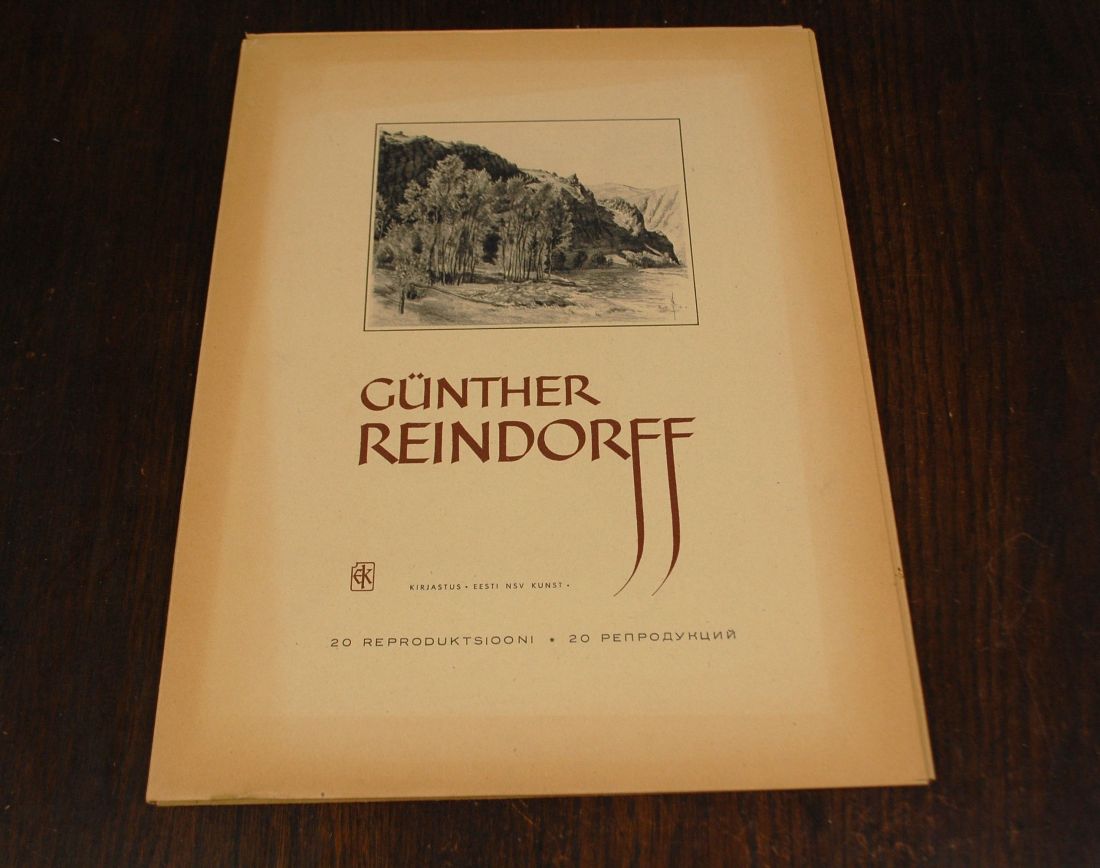 GÜNTHER
REINDORFF
EK
KIRJASTUS • EESTI NSV KUNST •
20 REPRODUKTSIOONI • 20 РЕПРОДУКЦИЙ